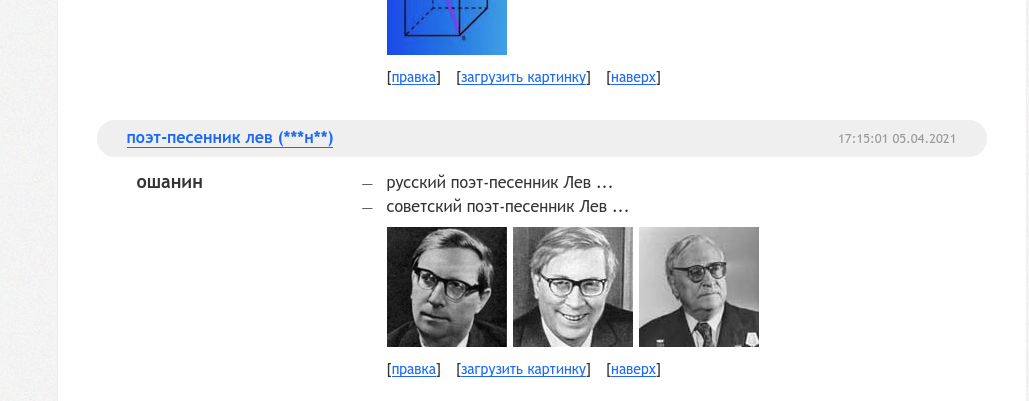 [правка] [загрузить картинку] [наверх]
поэт-песенник лев (***н**) 17:15:01 05.04.2021
ошанин — русский поэт-песенник Лев ...
— советский поэт-песенник Лев ...
[правка] [загрузить картинку] [наверх]